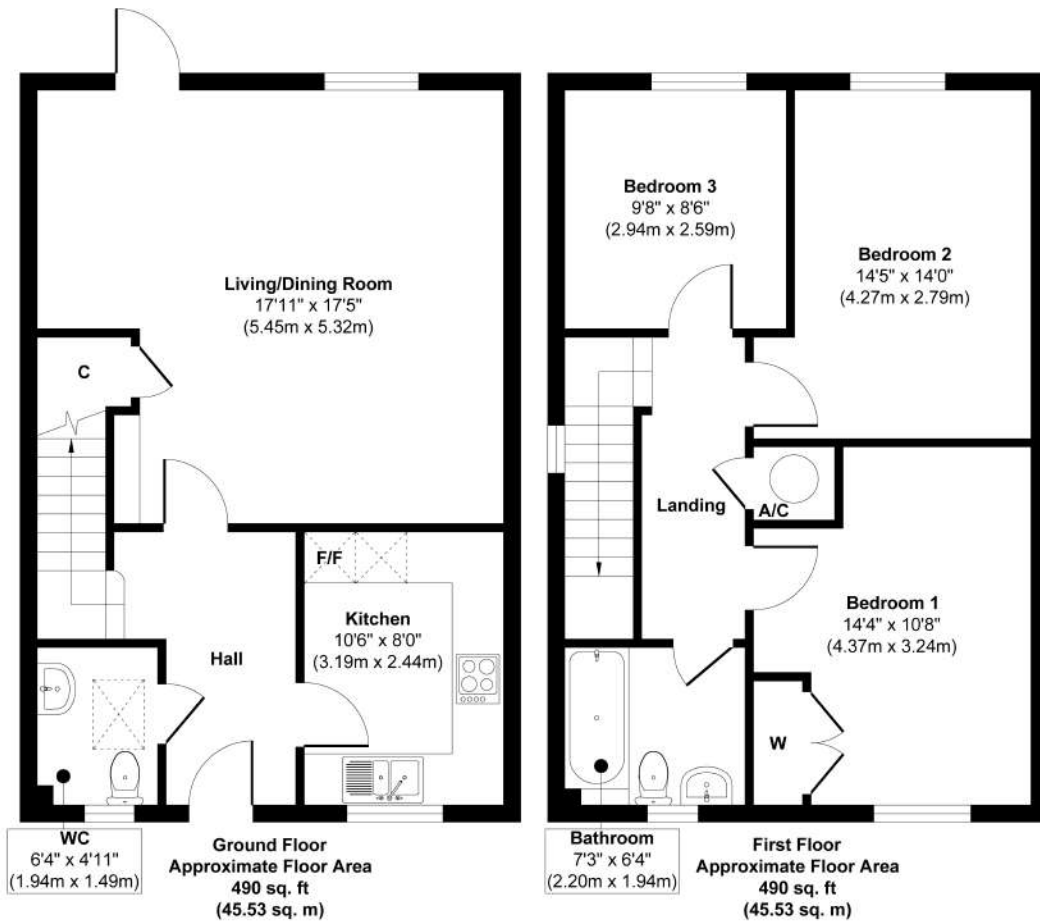 Living/Dining Room
17'11" x 17'5"
(5.45m x 5.32m)
C
F/F
Kitchen
10'6" x 8'0"
(3.19m x 2.44m)
Hall
WC
6'4" x 4'11"
(1.94m x 1.49m)
Ground Floor
Approximate Floor Area
490 sq. ft
(45.53 sq. m)
Bedroom 3
9'8" x 8'6"
(2.94m x 2.59m)
Bedroom 2
14'5" x 14'0"
(4.27m x 2.79m)
Landing
A/C
Bedroom 1
14'4" x 10'8"
(4.37m x 3.24m)
W
Bathroom
7'3" x 6'4"
(2.20m x 1.94m)
First Floor
Approximate Floor Area
490 sq. ft
(45.53 sq. m)